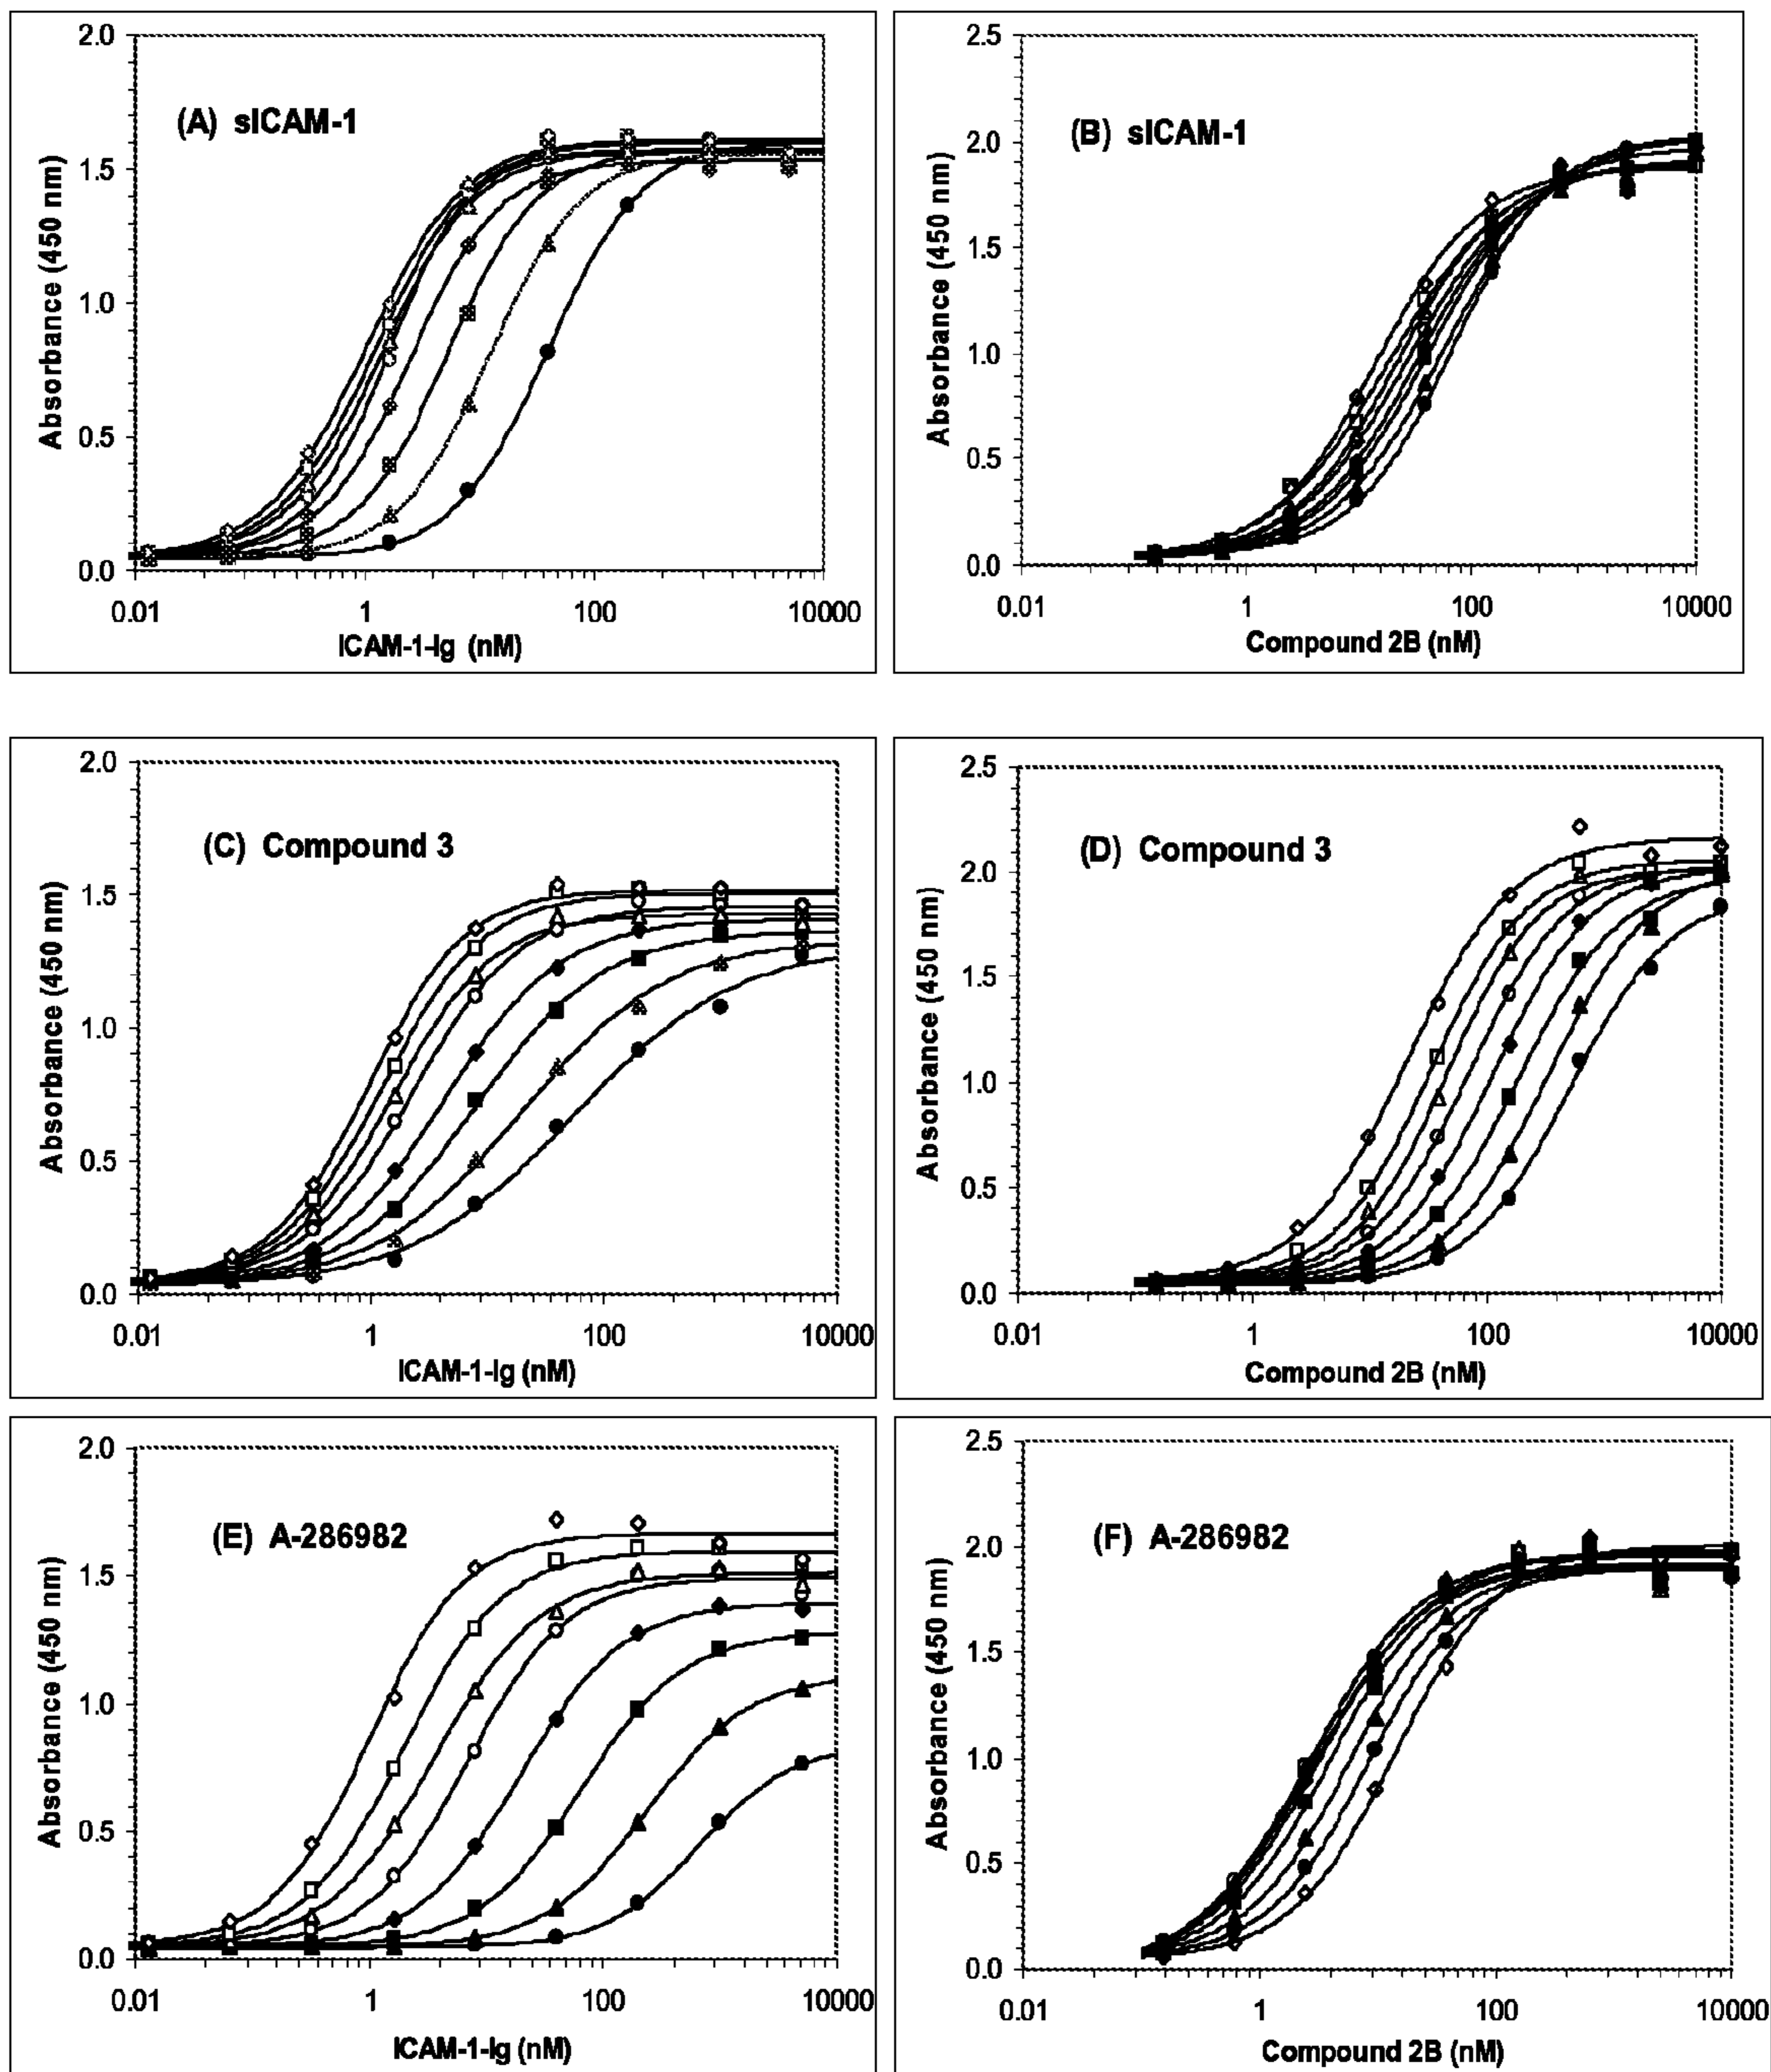 (A) sICAM-1
Absorbance (450 nm)
2.0
1.5
1.0
0.5
0.0
0.01 1 100 10000
ICAM-1-Ig (nM)
(B) sICAM-1
Absorbance (450 nm)
2.5
2.0
1.5
1.0
0.5
0.0
0.01 1 100 10000
Compound 2B (nM)
(C) Compound 3
Absorbance (450 nm)
2.0
1.5
1.0
0.5
0.0
0.01 1 100 10000
ICAM-1-Ig (nM)
(D) Compound 3
Absorbance (450 nm)
2.5
2.0
1.5
1.0
0.5
0.0
0.01 1 100 10000
Compound 2B (nM)
(E) A-286982
Absorbance (450 nm)
2.0
1.5
1.0
0.5
0.0
0.01 1 100 10000
ICAM-1-Ig (nM)
(F) A-286982
Absorbance (450 nm)
2.5
2.0
1.5
1.0
0.5
0.0
0.01 1 100 10000
Compound 2B (nM)